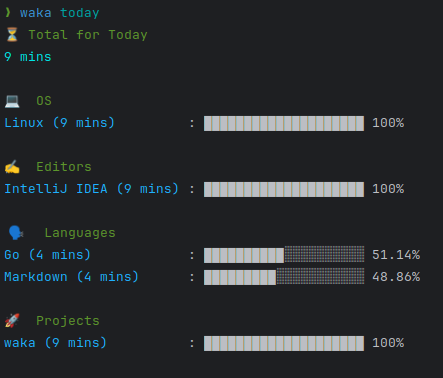 ❯ waka today
⏳ Total for Today
9 mins
💻 OS
Linux (9 mins) : 100%
✍️ Editors
IntelliJ IDEA (9 mins) : 100%
🗣️ Languages
Go (4 mins) : 51.14%
Markdown (4 mins) : 48.86%
🚀 Projects
waka (9 mins) : 100%